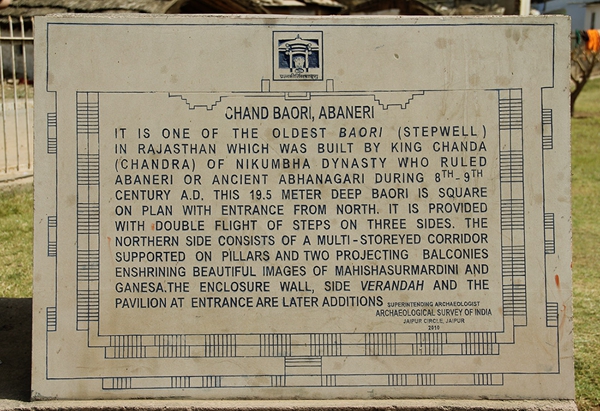 CHAND BAORI, ABANERI
IT IS ONE OF THE OLDEST BAORI (STEPWELL)
IN RAJASTHAN WHICH WAS BUILT BY KING CHANDA
(CHANDRA) OF NIKUMBHA DYNASTY WHO RULED
ABANERI OR ANCIENT ABHANAGARI DURING 8TH-9TH
CENTURY A.D. THIS 19.5 METER DEEP BAORI IS SQUARE
ON PLAN WITH ENTRANCE FROM NORTH. IT IS PROVIDED
WITH DOUBLE FLIGHT OF STEPS ON THREE SIDES. THE
NORTHERN SIDE CONSISTS OF A MULTI-STOREYED CORRIDOR
SUPPORTED ON PILLARS AND TWO PROJECTING BALCONIES
ENSHRINING BEAUTIFUL IMAGES OF MAHISHASURMARDINI AND
GANESA.THE ENCLOSURE WALL, SIDE VERANDAH AND THE
PAVILION AT ENTRANCE ARE LATER ADDITIONS
SUPERINTENDING ARCHAEOLOGIST
ARCHAEOLOGICAL SURVEY OF INDIA
JAIPUR CIRCLE, JAIPUR
2010